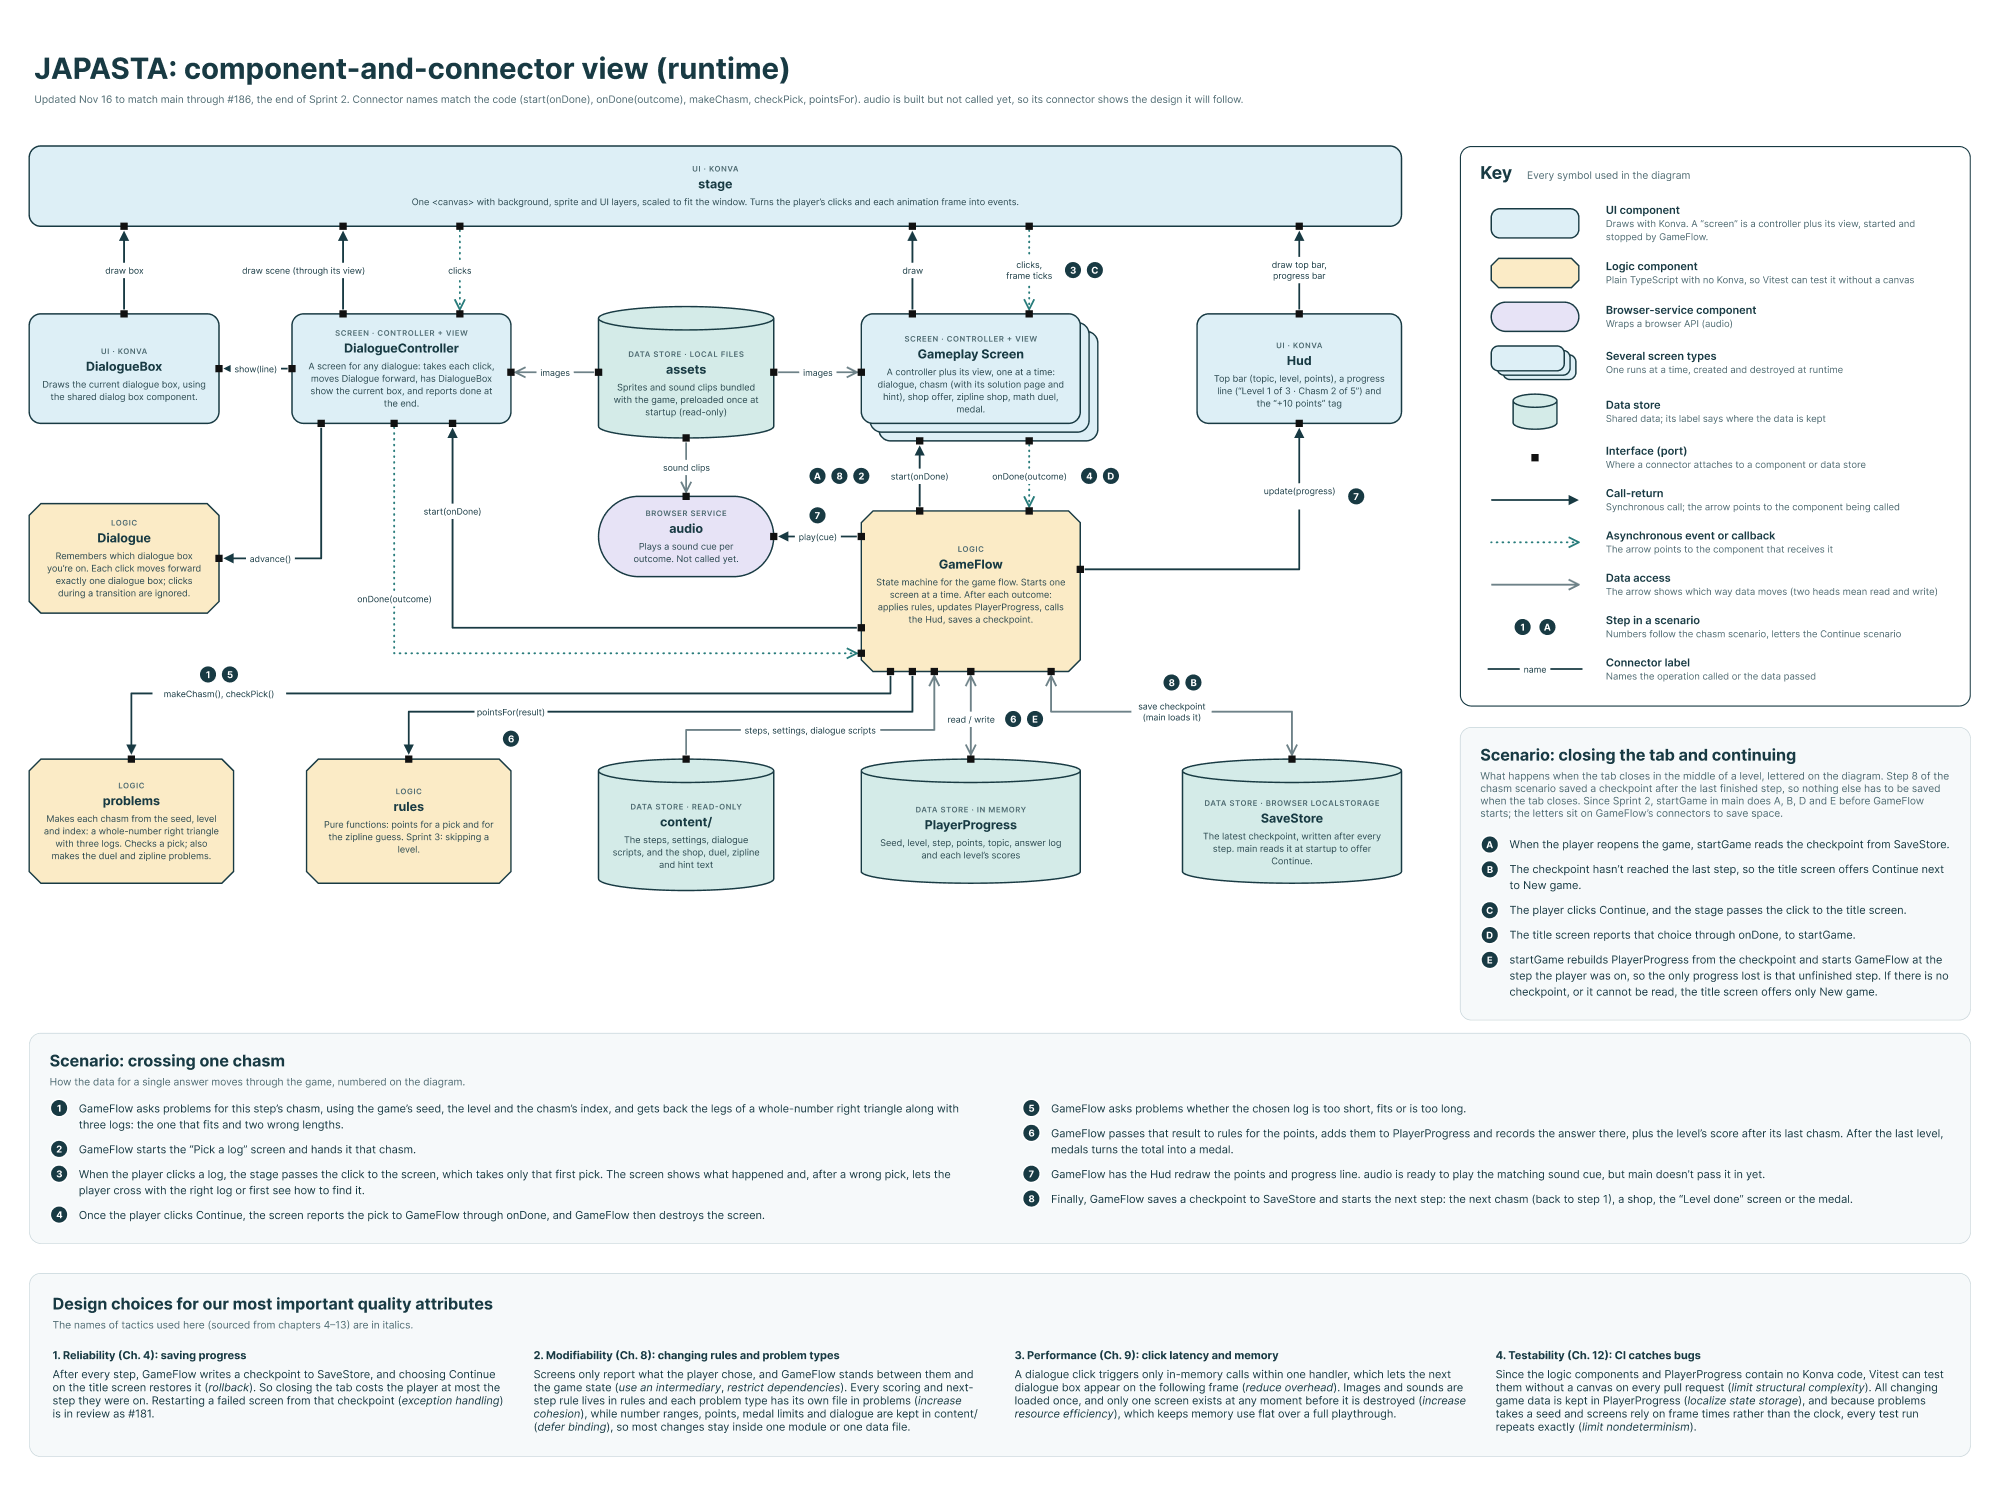 JAPASTA: component-and-connector view (runtime)
Updated Nov 16 to match main through #186, the end of Sprint 2. Connector names match the code (start(onDone), onDone(outcome), makeChasm, checkPick, pointsFor). audio is built but not called yet, so its connector shows the design it will follow.
UI · KONVA
stage
One <canvas> with background, sprite and UI layers, scaled to fit the window. Turns the player's clicks and each animation frame into events.
draw box
draw scene (through its view)
clicks
draw
clicks,
frame ticks
3 C
draw top bar,
progress bar
UI · KONVA
DialogueBox
Draws the current dialogue box, using
the shared dialog box component.
show(line)
SCREEN · CONTROLLER + VIEW
DialogueController
A screen for any dialogue: takes each click,
moves Dialogue forward, has DialogueBox
show the current box, and reports done at
the end.
images
DATA STORE · LOCAL FILES
assets
Sprites and sound clips bundled
with the game, preloaded once at
startup (read-only)
images
SCREEN · CONTROLLER + VIEW
Gameplay Screen
A controller plus its view, one at a time:
dialogue, chasm (with its solution page and
hint), shop offer, zipline shop, math duel,
medal.
UI · KONVA
Hud
Top bar (topic, level, points), a progress
line ("Level 1 of 3 · Chasm 2 of 5") and
the "+10 points" tag
sound clips
A 8 2
start(onDone)
onDone(outcome)
4 D
update(progress)
7
start(onDone)
LOGIC
Dialogue
Remembers which dialogue box
you're on. Each click moves forward
exactly one dialogue box; clicks
during a transition are ignored.
advance()
onDone(outcome)
BROWSER SERVICE
audio
Plays a sound cue per
outcome. Not called yet.
7
play(cue)
LOGIC
GameFlow
State machine for the game flow. Starts one
screen at a time. After each outcome:
applies rules, updates PlayerProgress, calls
the Hud, saves a checkpoint.
1 5
makeChasm(), checkPick()
pointsFor(result)
6
steps, settings, dialogue scripts
read / write
6 E
8 B
save checkpoint
(main loads it)
LOGIC
problems
Makes each chasm from the seed, level
and index: a whole-number right triangle
with three logs. Checks a pick; also
makes the duel and zipline problems.
LOGIC
rules
Pure functions: points for a pick and for
the zipline guess. Sprint 3: skipping a
level.
DATA STORE · READ-ONLY
content/
The steps, settings, dialogue
scripts, and the shop, duel, zipline
and hint text
DATA STORE · IN MEMORY
PlayerProgress
Seed, level, step, points, topic, answer log
and each level's scores
DATA STORE · BROWSER LOCALSTORAGE
SaveStore
The latest checkpoint, written after every
step. main reads it at startup to offer
Continue.
Key Every symbol used in the diagram
UI component
Draws with Konva. A "screen" is a controller plus its view, started and
stopped by GameFlow.
Logic component
Plain TypeScript with no Konva, so Vitest can test it without a canvas
Browser-service component
Wraps a browser API (audio)
Several screen types
One runs at a time, created and destroyed at runtime
Data store
Shared data; its label says where the data is kept
Interface (port)
Where a connector attaches to a component or data store
Call-return
Synchronous call; the arrow points to the component being called
Asynchronous event or callback
The arrow points to the component that receives it
Data access
The arrow shows which way data moves (two heads mean read and write)
1 A
Step in a scenario
Numbers follow the chasm scenario, letters the Continue scenario
name
Connector label
Names the operation called or the data passed
Scenario: closing the tab and continuing
What happens when the tab closes in the middle of a level, lettered on the diagram. Step 8 of the
chasm scenario saved a checkpoint after the last finished step, so nothing else has to be saved
when the tab closes. Since Sprint 2, startGame in main does A, B, D and E before GameFlow
starts; the letters sit on GameFlow's connectors to save space.
A When the player reopens the game, startGame reads the checkpoint from SaveStore.
B The checkpoint hasn't reached the last step, so the title screen offers Continue next
to New game.
C The player clicks Continue, and the stage passes the click to the title screen.
D The title screen reports that choice through onDone, to startGame.
E startGame rebuilds PlayerProgress from the checkpoint and starts GameFlow at the
step the player was on, so the only progress lost is that unfinished step. If there is no
checkpoint, or it cannot be read, the title screen offers only New game.
Scenario: crossing one chasm
How the data for a single answer moves through the game, numbered on the diagram.
1 GameFlow asks problems for this step's chasm, using the game's seed, the level and the chasm's index, and gets back the legs of a whole-number right triangle along with
three logs: the one that fits and two wrong lengths.
2 GameFlow starts the "Pick a log" screen and hands it that chasm.
3 When the player clicks a log, the stage passes the click to the screen, which takes only that first pick. The screen shows what happened and, after a wrong pick, lets the
player cross with the right log or first see how to find it.
4 Once the player clicks Continue, the screen reports the pick to GameFlow through onDone, and GameFlow then destroys the screen.
5 GameFlow asks problems whether the chosen log is too short, fits or is too long.
6 GameFlow passes that result to rules for the points, adds them to PlayerProgress and records the answer there, plus the level's score after its last chasm. After the last level,
medals turns the total into a medal.
7 GameFlow has the Hud redraw the points and progress line. audio is ready to play the matching sound cue, but main doesn't pass it in yet.
8 Finally, GameFlow saves a checkpoint to SaveStore and starts the next step: the next chasm (back to step 1), a shop, the "Level done" screen or the medal.
Design choices for our most important quality attributes
The names of tactics used here (sourced from chapters 4–13) are in italics.
1. Reliability (Ch. 4): saving progress
After every step, GameFlow writes a checkpoint to SaveStore, and choosing Continue
on the title screen restores it (rollback). So closing the tab costs the player at most the
step they were on. Restarting a failed screen from that checkpoint (exception handling)
is in review as #181.
2. Modifiability (Ch. 8): changing rules and problem types
Screens only report what the player chose, and GameFlow stands between them and
the game state (use an intermediary, restrict dependencies). Every scoring and next-
step rule lives in rules and each problem type has its own file in problems (increase
cohesion), while number ranges, points, medal limits and dialogue are kept in content/
(defer binding), so most changes stay inside one module or one data file.
3. Performance (Ch. 9): click latency and memory
A dialogue click triggers only in-memory calls within one handler, which lets the next
dialogue box appear on the following frame (reduce overhead). Images and sounds are
loaded once, and only one screen exists at any moment before it is destroyed (increase
resource efficiency), which keeps memory use flat over a full playthrough.
4. Testability (Ch. 12): CI catches bugs
Since the logic components and PlayerProgress contain no Konva code, Vitest can test
them without a canvas on every pull request (limit structural complexity). All changing
game data is kept in PlayerProgress (localize state storage), and because problems
takes a seed and screens rely on frame times rather than the clock, every test run
repeats exactly (limit nondeterminism).